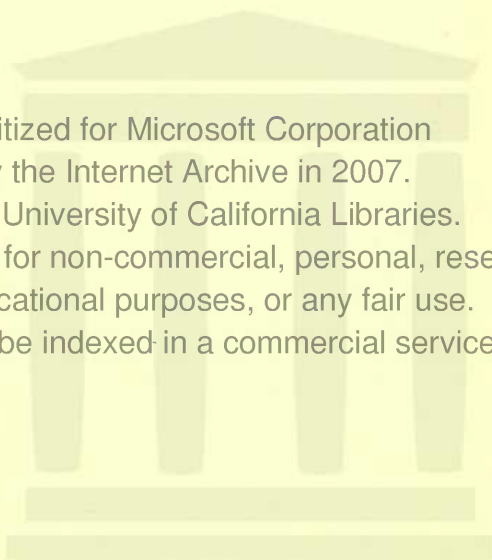 itized for Microsoft Corporation
the Internet Archive in 2007.
University of California Libraries.
for non-commercial, personal, rese
cational purposes, or any fair use.
be indexed in a commercial service